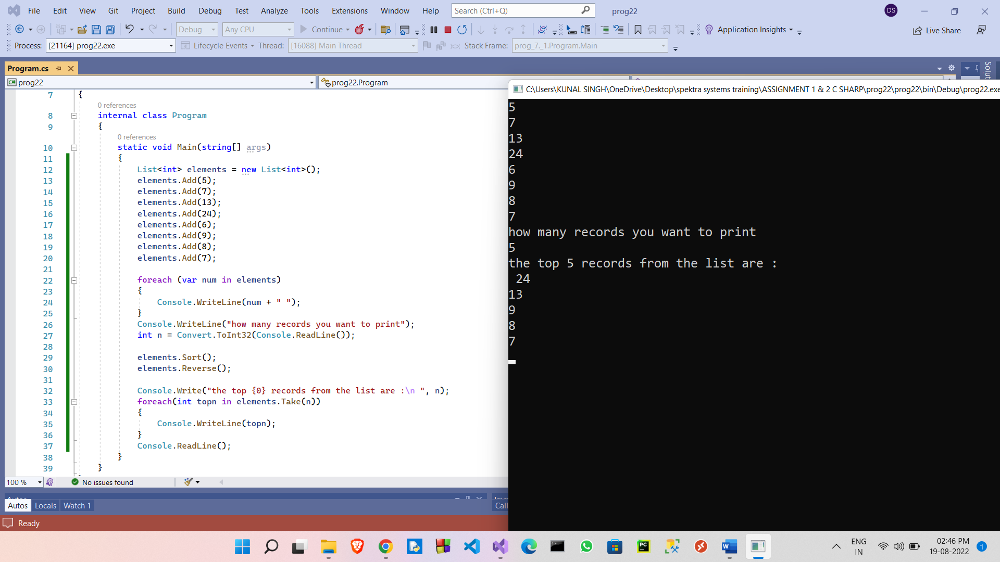 File Edit View Git Project Build Debug Test Analyze Tools Extensions Window Help Search (Ctrl+Q) prog22 DS
Debug Any CPU Continue Application Insights Live Share
Process: [21164] prog22.exe Lifecycle Events Thread: [16088] Main Thread Stack Frame: prog_7._1.Program.Main
Program.cs
Solut
prog22 prog22.Program
7 {
0 references
8 internal class Program
9 {
0 references
10 static void Main(string[] args)
11 {
12 List<int> elements = new List<int>();
13 elements.Add(5);
14 elements.Add(7);
15 elements.Add(13);
16 elements.Add(24);
17 elements.Add(6);
18 elements.Add(9);
19 elements.Add(8);
20 elements.Add(7);
21
22 foreach (var num in elements)
23 {
24 Console.WriteLine(num + " ");
25 }
26 Console.WriteLine("how many records you want to print");
27 int n = Convert.ToInt32(Console.ReadLine());
28
29 elements.Sort();
30 elements.Reverse();
31
32 Console.Write("the top {0} records from the list are :\n ", n);
33 foreach(int topn in elements.Take(n))
34 {
35 Console.WriteLine(topn);
36 }
37 Console.ReadLine();
38 }
39 }
100 % No issues found
Autos
Autos Locals Watch 1 Call
Ready
C:\Users\KUNAL SINGH\OneDrive\Desktop\spektra systems training\ASSIGNMENT 1 & 2 C SHARP\prog22\prog22\bin\Debug\prog22.exe
5
7
13
24
6
9
8
7
how many records you want to print
5
the top 5 records from the list are :
24
13
9
8
7
PC
W
ENG
IN
02:46 PM
19-08-2022
1